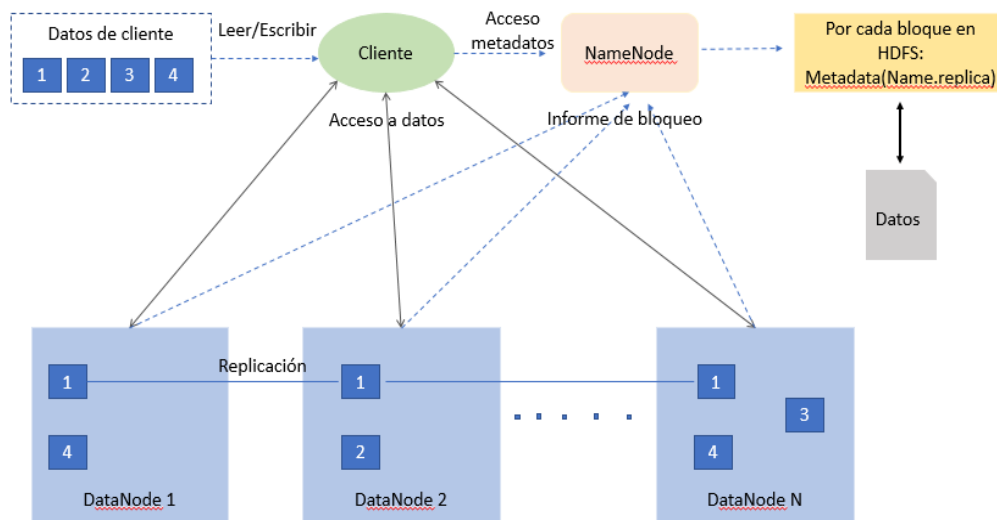 Datos de cliente
1 2 3 4
Leer/Escribir
Cliente
Acceso
metadatos
NameNode
Por cada bloque en
HDFS:
Metadata(Name.replica)
Acceso a datos
Informe de bloqueo
Datos
Replicación
1
4
DataNode 1
1
2
DataNode 2
1
3
4
DataNode N